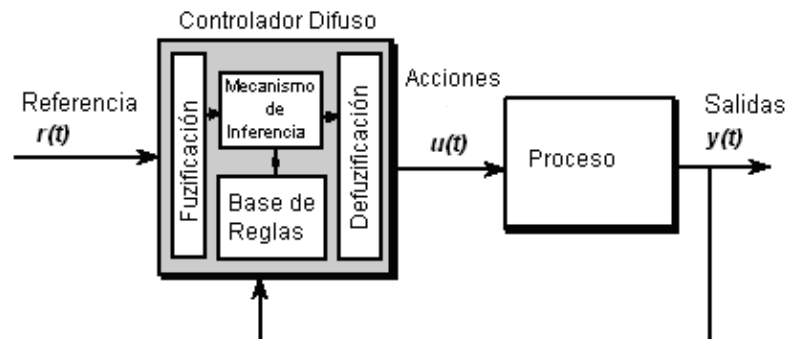 Controlador Difuso
Referencia
r(t)
Fuzificación
Mecanismo
de
Inferencia
Base de
Reglas
Defuzificación
Acciones
u(t)
Proceso
Salidas
y(t)